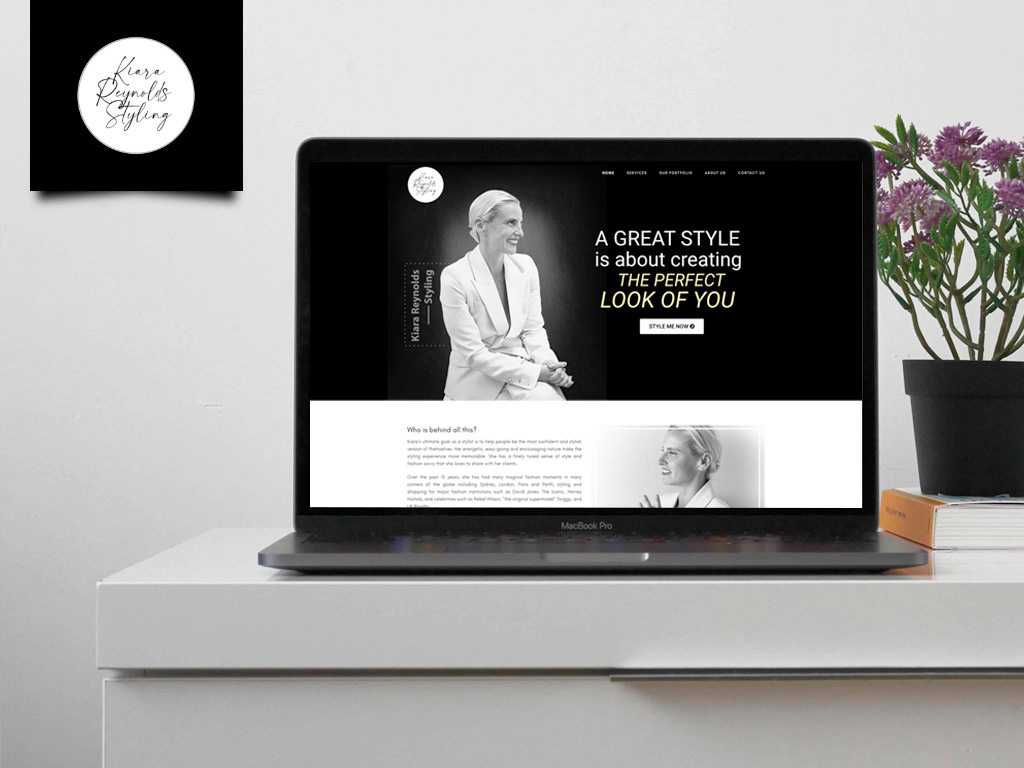 Kiara
Reynolds
Styling
Kiara
Reynolds
Styling
HOME SERVICES OUR PORTFOLIO ABOUT US CONTACT US
A GREAT STYLE
is about creating
THE PERFECT
LOOK OF YOU
STYLE ME NOW
Kiara Reynolds
Styling
Who is behind all this?
Kiara's ultimate goal as a stylist is to help people be the most confident and stylish
version of themselves. Her energetic, easy-going and encouraging nature make the
styling experience more memorable. She has a finely tuned sense of style and
fashion savvy that she loves to share with her clients.
Over the past 15 years, she has had many magical fashion moments in many
corners of the globe including Sydney, London, Paris and Perth, styling and
shopping for major fashion institutions such as David Jones, The Iconic, Harvey
Nichols, and celebrities such as Rebel Wilson, "the original supermodel" Twiggy, and
MacBook Pro